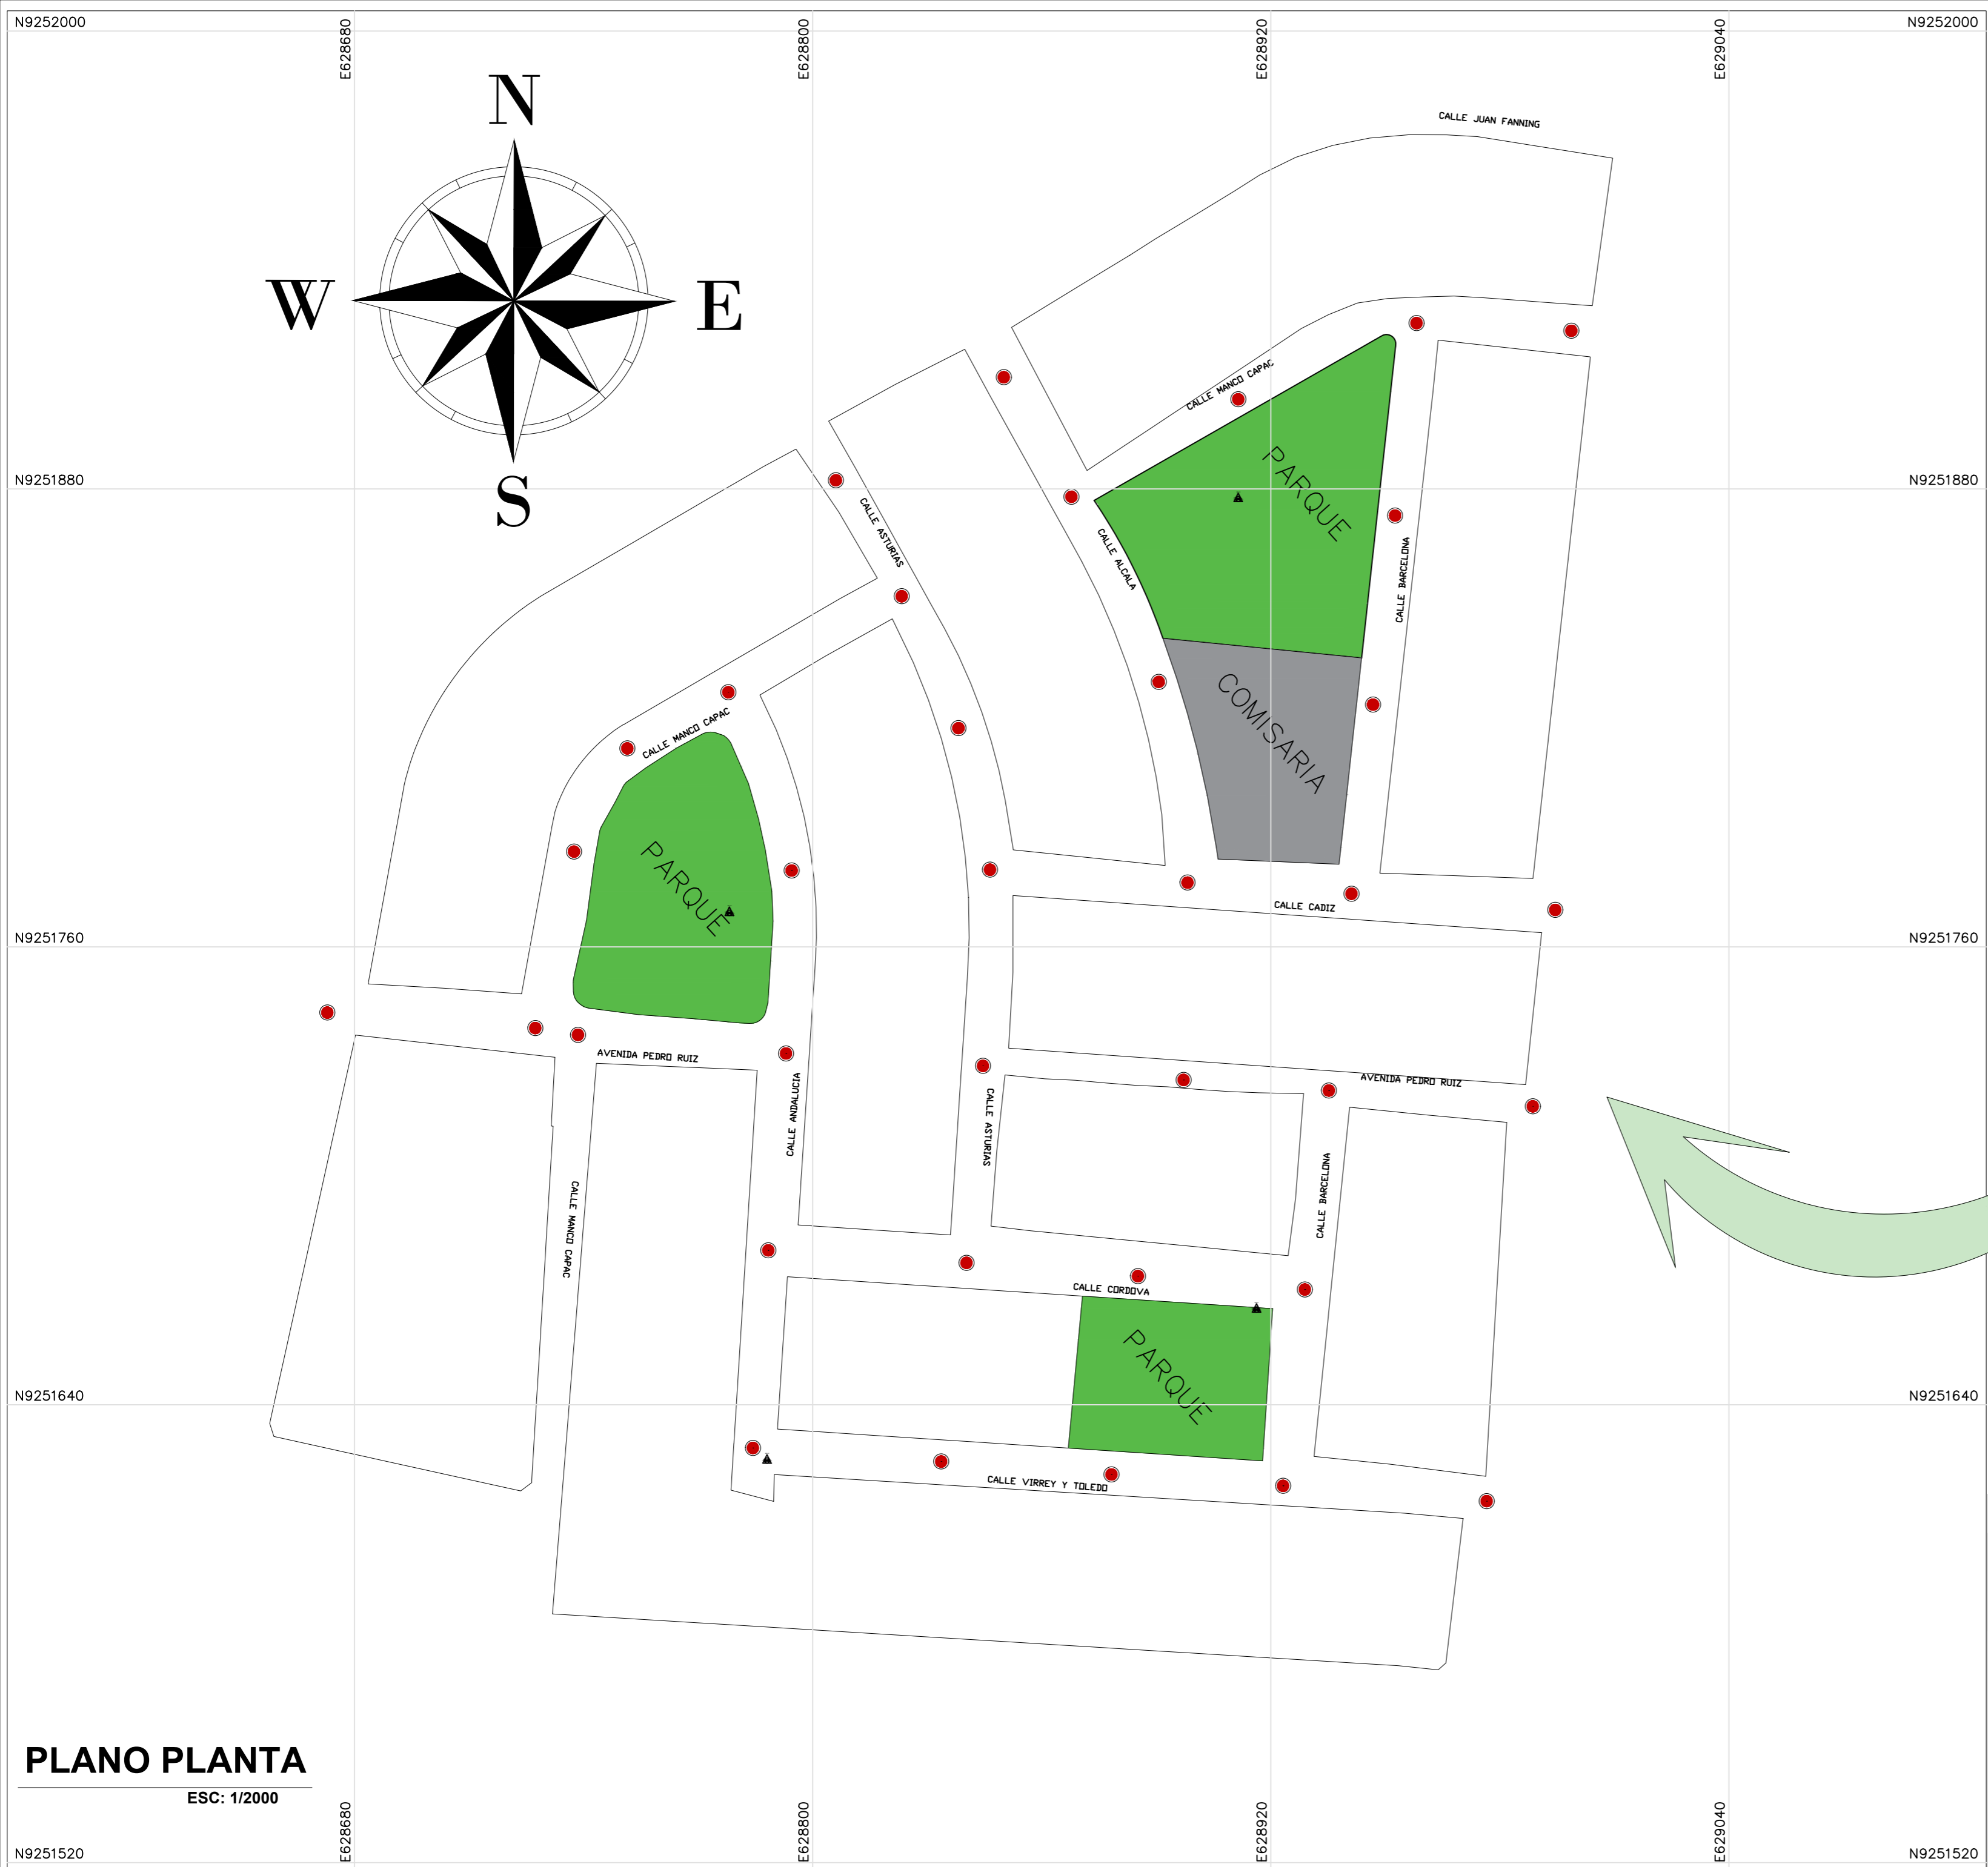 N9252000
E628680
E628800
E628920
E629040
N9252000
N
W
E
S
CALLE JUAN FANNING
CALLE MANCO CAPAC
PARQUE
N9251880
N9251880
CALLE ASTURIAS
CALLE ALCALA
CALLE BARCELONA
COMISARIA
CALLE MANCO CAPAC
PARQUE
CALLE CADIZ
N9251760
N9251760
AVENIDA PEDRO RUIZ
AVENIDA PEDRO RUIZ
CALLE ANDALUCIA
CALLE ASTURIAS
CALLE BARCELONA
CALLE MANCO CAPAC
CALLE CORDOVA
PARQUE
N9251640
N9251640
CALLE VIRREY Y TOLEDO
PLANO PLANTA
ESC: 1/2000
E628680
E628800
E628920
E629040
N9251520
N9251520